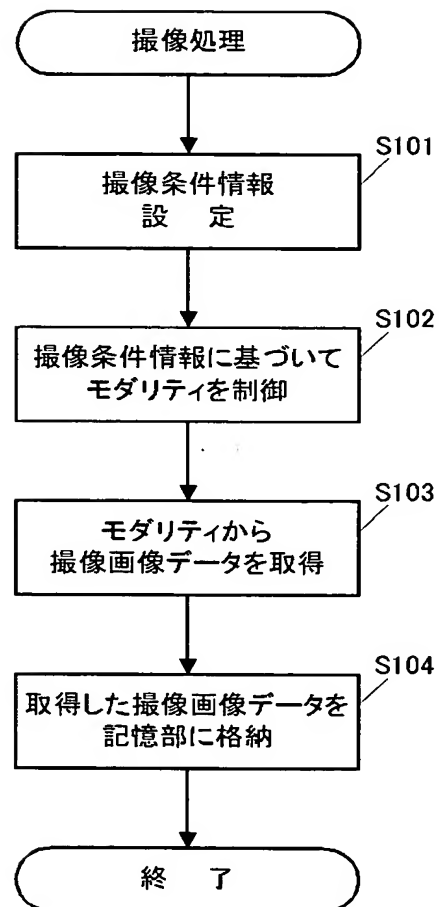 撮像処理
S101
撮像条件情報
設 定
S102
撮像条件情報に基づいて
モダリティを制御
S103
モダリティから
撮像画像データを取得
S104
取得した撮像画像データを
記憶部に格納
終 了